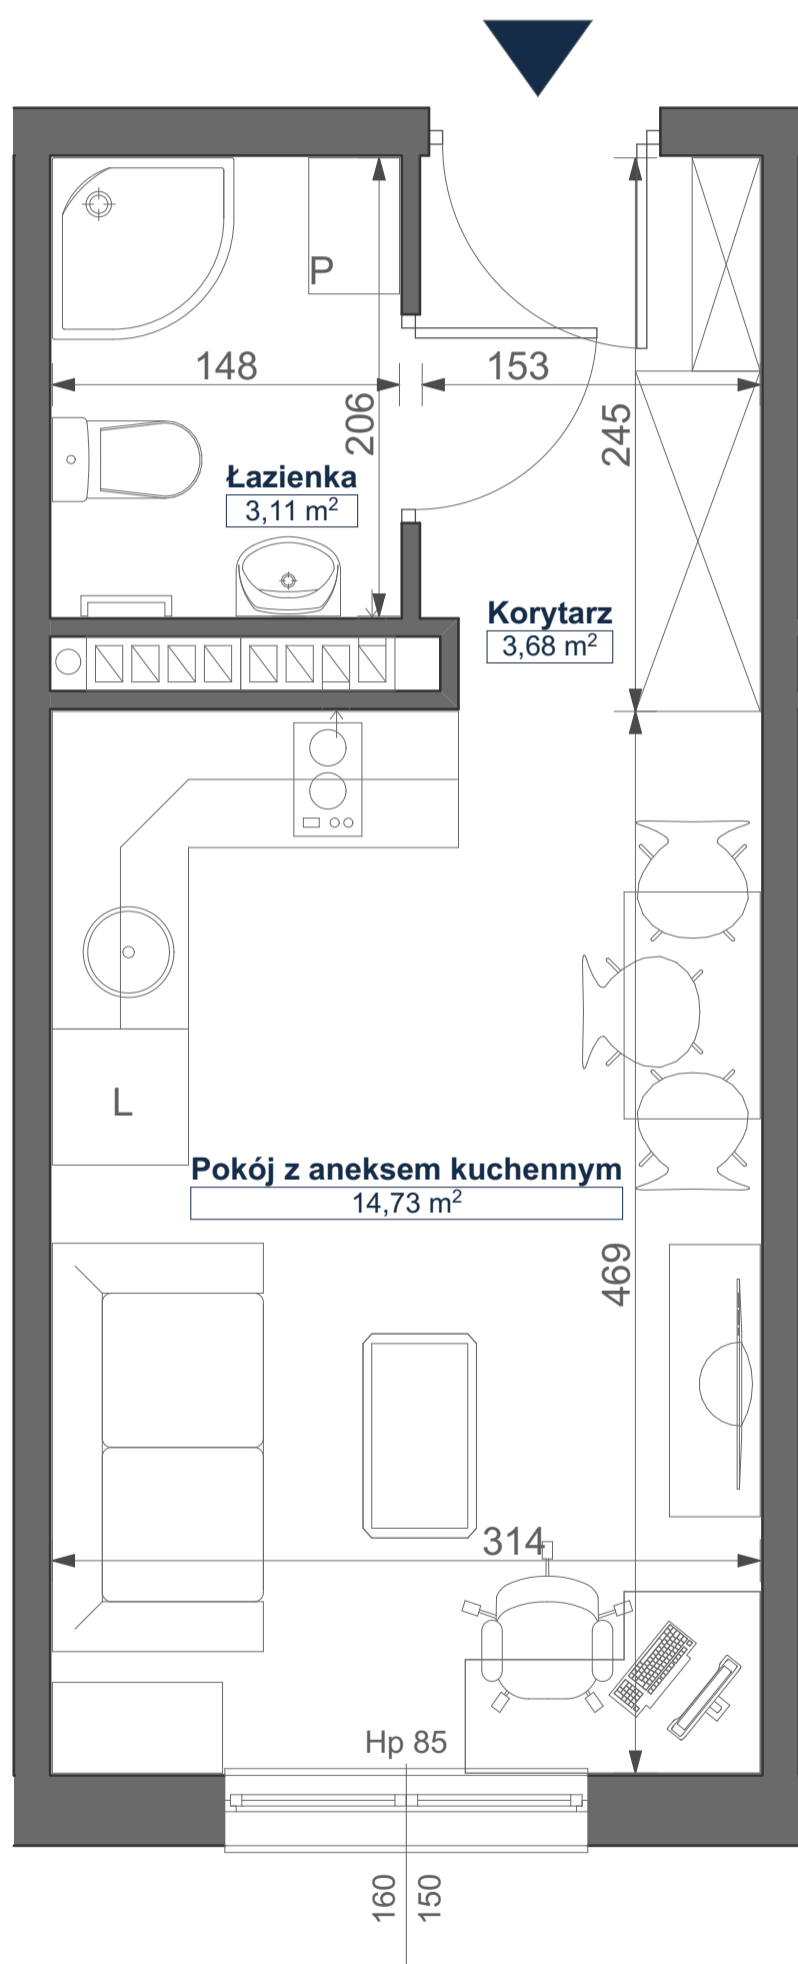 P
148
153
206
245
Łazienka
3,11 m²
Korytarz
3,68 m²
L
Pokój z aneksem kuchennym
14,73 m²
469
314
Hp 85
160
150